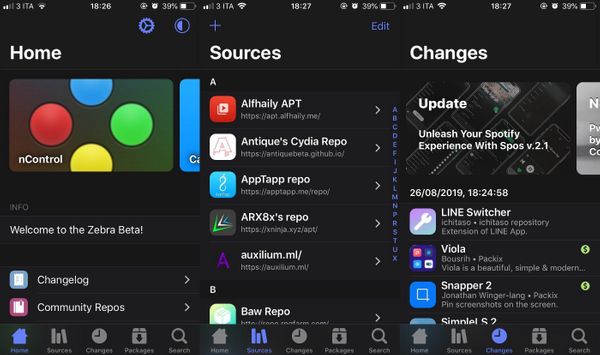 3 ITA 18:26 39%
Home
nControl
Ca
INFO
Welcome to the Zebra Beta!
Changelog
Community Repos
Home Sources Changes Packages Search
3 ITA 18:27 39%
Edit
Sources
A
Alfhaily APT
https://apt.alfhaily.me/
Antique's Cydia Repo
https://antiquebeta.github.io/
AppTapp repo
https://apptapp.me/repo/
ARX8x's repo
https://xninja.xyz/apt/
auxilium.ml/
https://auxilium.ml/
B
Baw Repo
http://repo.rpgfarm.com/
A
B
C
D
E
F
G
H
I
J
K
L
M
N
P
R
S
T
U
X
Home Sources Changes Packages Search
3 ITA 18:27 39%
Changes
Update
Unleash Your Spotify
Experience With Spos v.2.1
N
Pw
by
Co
26/08/2019, 18:24:58
LINE Switcher
ichitaso • ichitaso repository
Extension of LINE App.
Viola
Bousrih • Packix
Viola is a beautiful, simple & modern...
Snapper 2
Jonathan Winger-lang • Packix
Pin screenshots on the screen.
SimpleLS 2
Home Sources Changes Packages Search